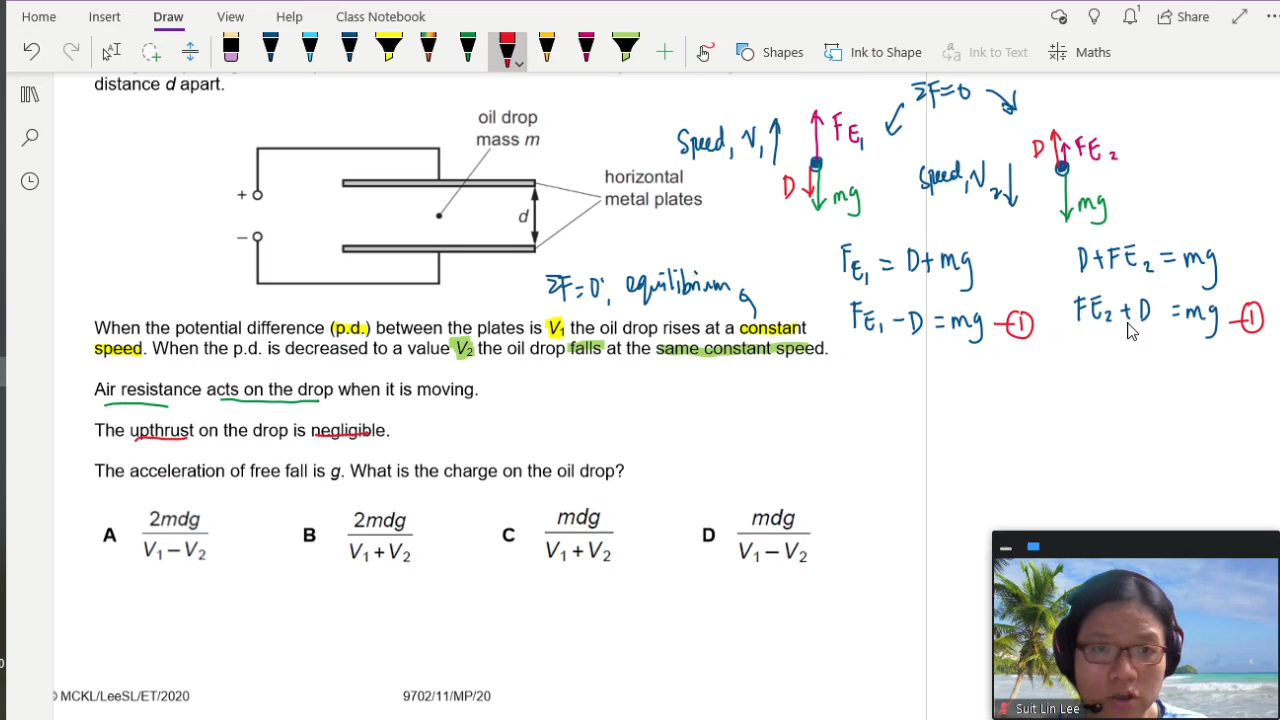 Home Insert Draw View Help Class Notebook Share
Shapes Ink to Shape Ink to Text Maths
distance d apart.
oil drop
mass m
horizontal
metal plates
+
−
d
ΣF=0
Speed, V₁
FE₁
D
mg
Speed, V₂
D
FE₂
mg
FE₁ = D+mg
FE₁ −D = mg —①
D+FE₂ = mg
FE₂ +D = mg —①
ΣF=0, equilibrium
When the potential difference (p.d.) between the plates is V₁ the oil drop rises at a constant
speed. When the p.d. is decreased to a value V₂ the oil drop falls at the same constant speed.
Air resistance acts on the drop when it is moving.
The upthrust on the drop is negligible.
The acceleration of free fall is g. What is the charge on the oil drop?
A 2mdg / V₁ − V₂
B 2mdg / V₁ + V₂
C mdg / V₁ + V₂
D mdg / V₁ − V₂
MCKL/LeeSL/ET/2020 9702/11/MP/20
Suit Lin Lee